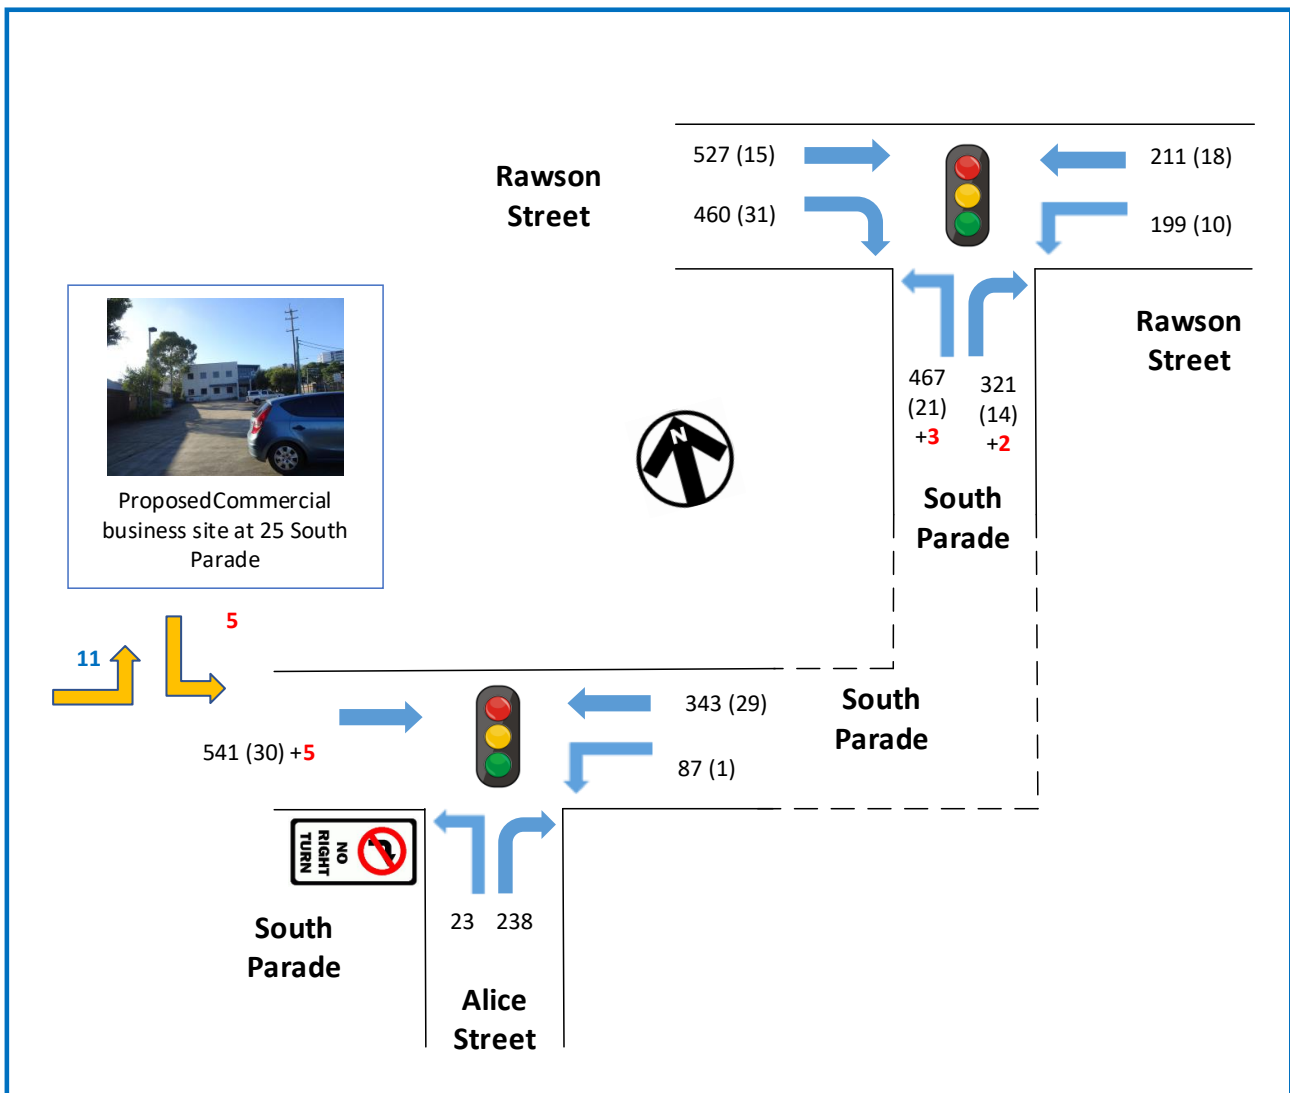 527 (15)
211 (18)
Rawson
Street
460 (31)
199 (10)
Rawson
Street
467
(21)
+3
321
(14)
+2
N
ProposedCommercial
business site at 25 South
Parade
South
Parade
5
11
343 (29)
South
Parade
541 (30) +5
87 (1)
NO
RIGHT
TURN
23 238
South
Parade
Alice
Street